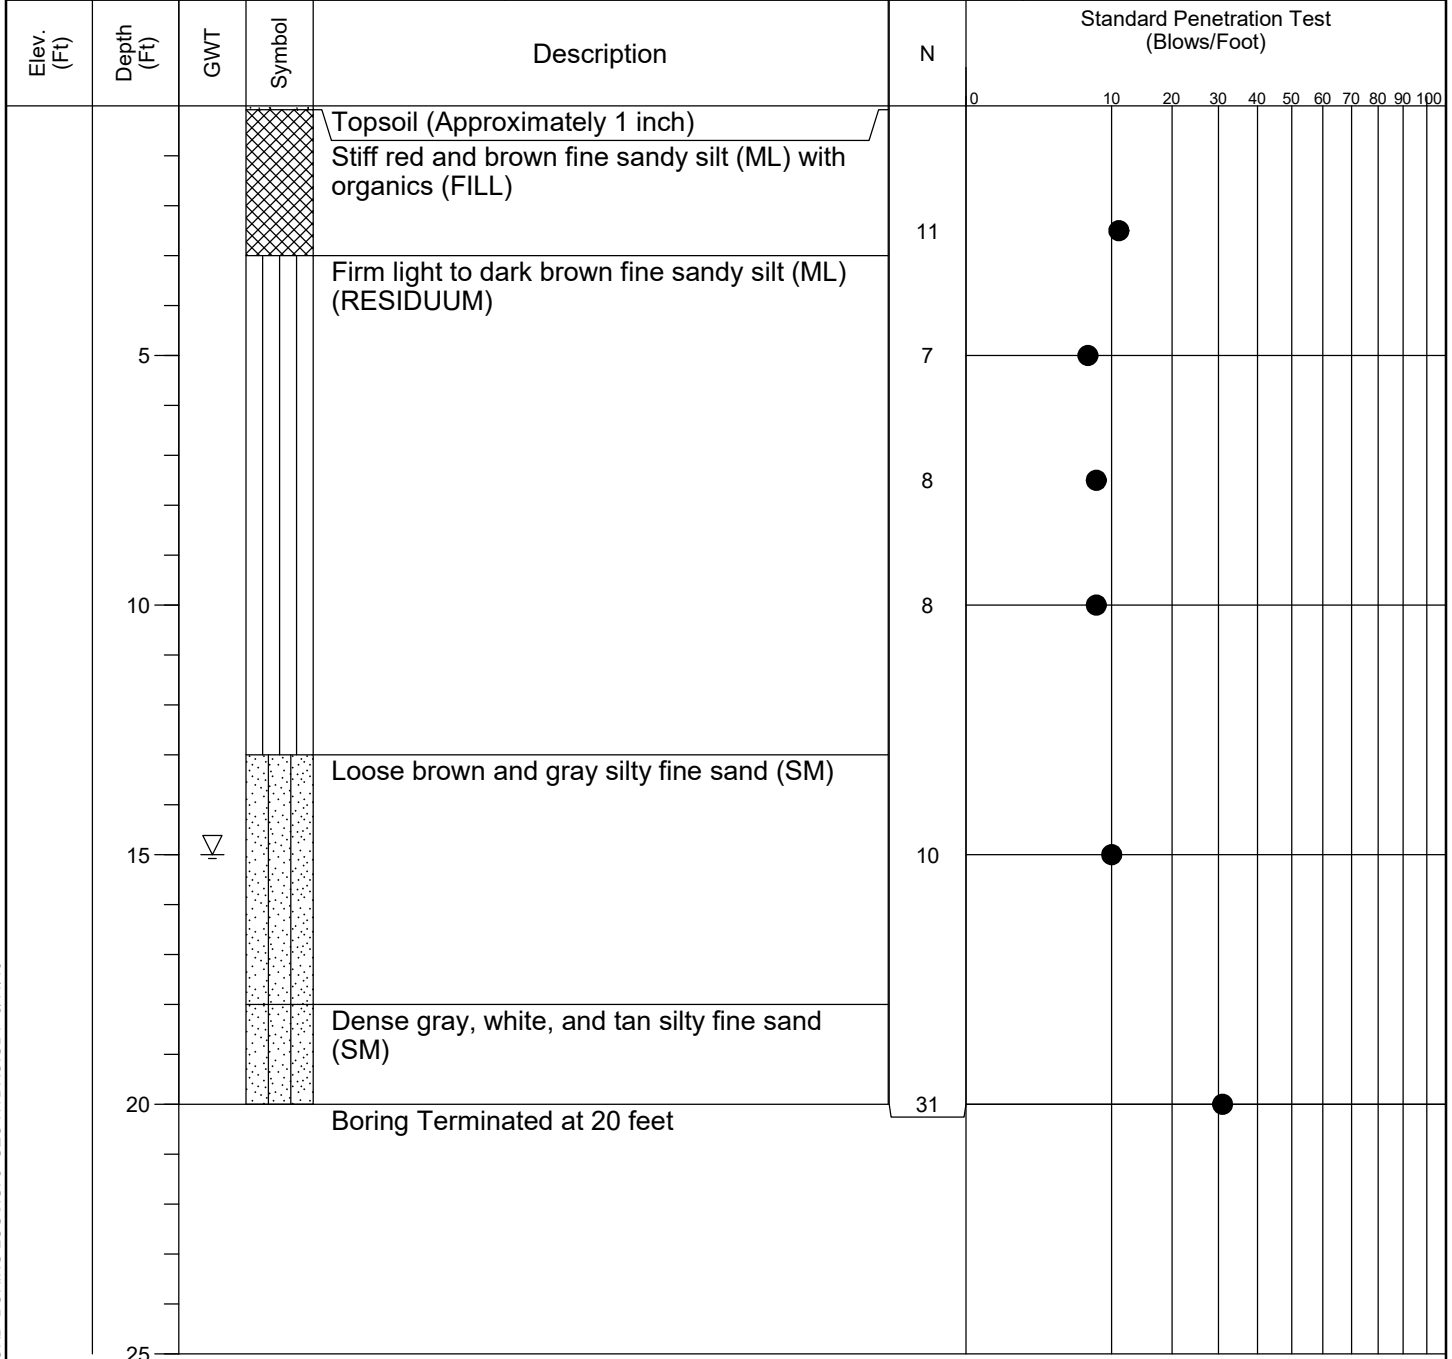 Elev.
(Ft)
Depth
(Ft)
GWT
Symbol
Description
N
Standard Penetration Test
(Blows/Foot)
0 10 20 30 40 50 60 70 80 90 100
Topsoil (Approximately 1 inch)
Stiff red and brown fine sandy silt (ML) with
organics (FILL)
11
Firm light to dark brown fine sandy silt (ML)
(RESIDUUM)
5
7
8
10
8
Loose brown and gray silty fine sand (SM)
15
10
Dense gray, white, and tan silty fine sand
(SM)
20
31
Boring Terminated at 20 feet
25